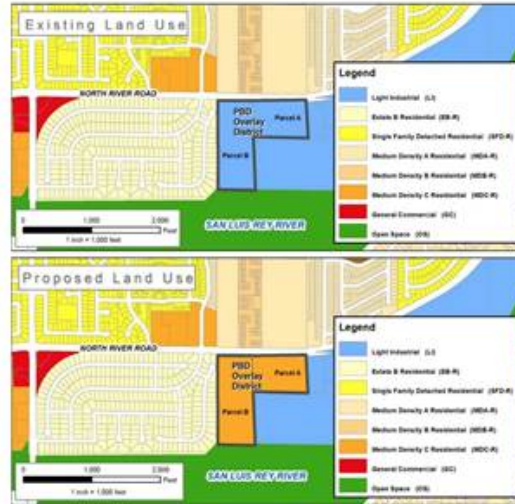 Existing Land Use
NORTH RIVER ROAD
PBD
Overlay
District
Parcel A
Parcel B
SAN LUIS REY RIVER
0 1,000 2,000
Feet
1 inch = 1,000 feet
Legend
Light Industrial (LI)
Estate B Residential (EB-R)
Single Family Detached Residential (SFD-R)
Medium Density A Residential (MDA-R)
Medium Density B Residential (MDB-R)
Medium Density C Residential (MDC-R)
General Commercial (GC)
Open Space (OS)
Proposed Land Use
NORTH RIVER ROAD
PBD
Overlay
District
Parcel A
Parcel B
SAN LUIS REY RIVER
0 1,000 2,000
Feet
1 inch = 1,000 feet
Legend
Light Industrial (LI)
Estate B Residential (EB-R)
Single Family Detached Residential (SFD-R)
Medium Density A Residential (MDA-R)
Medium Density B Residential (MDB-R)
Medium Density C Residential (MDC-R)
General Commercial (GC)
Open Space (OS)